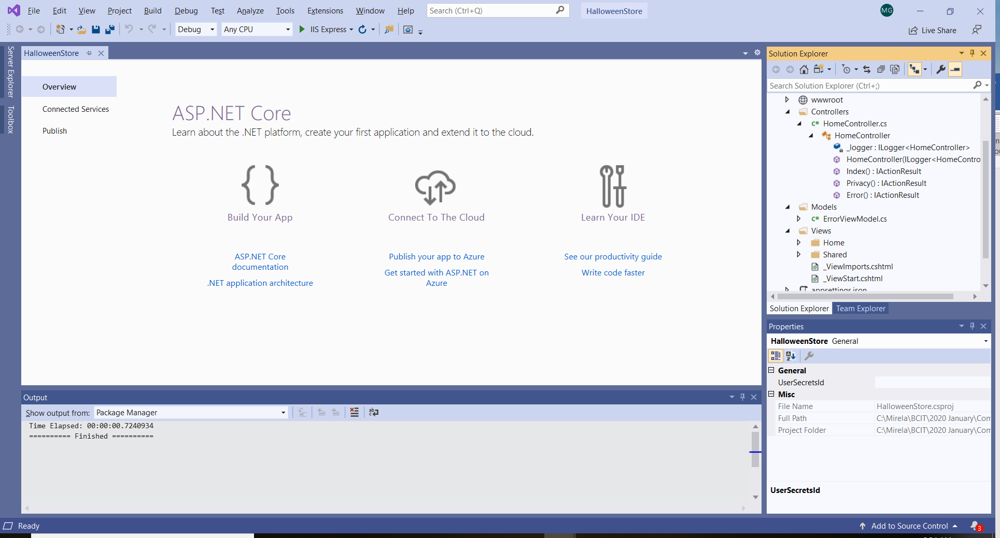 File Edit View Project Build Debug Test Analyze Tools Extensions Window Help Search (Ctrl+Q) HalloweenStore MG
Debug Any CPU IIS Express Live Share
Server Explorer
Toolbox
HalloweenStore
Overview
Connected Services
Publish
ASP.NET Core
Learn about the .NET platform, create your first application and extend it to the cloud.
Build Your App
ASP.NET Core
documentation
.NET application architecture
Connect To The Cloud
Publish your app to Azure
Get started with ASP.NET on
Azure
Learn Your IDE
See our productivity guide
Write code faster
Output
Show output from: Package Manager
Time Elapsed: 00:00:00.7240934
========== Finished ==========
Solution Explorer
Search Solution Explorer (Ctrl+;)
wwwroot
Controllers
C# HomeController.cs
HomeController
_logger : ILogger<HomeController>
HomeController(ILogger<HomeContro
Index() : IActionResult
Privacy() : IActionResult
Error() : IActionResult
Models
C# ErrorViewModel.cs
Views
Home
Shared
_ViewImports.cshtml
_ViewStart.cshtml
appsettings.json
Solution Explorer Team Explorer
Properties
HalloweenStore General
General
UserSecretsId
Misc
File Name HalloweenStore.csproj
Full Path C:\Mirela\BCIT\2020 January\Com
Project Folder C:\Mirela\BCIT\2020 January\Com
UserSecretsId
Ready Add to Source Control 3